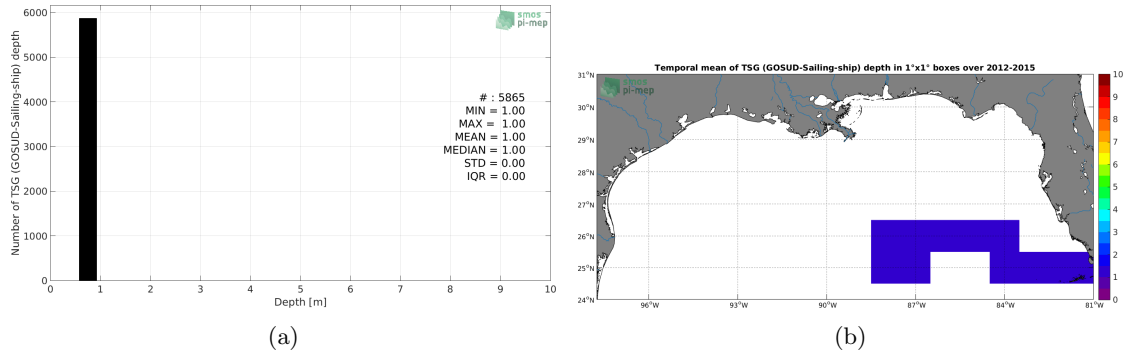 smos
pi-mep
6000
5000
4000
3000
2000
1000
0
Number of TSG (GOSUD-Sailing-ship) depth
# : 5865
MIN = 1.00
MAX = 1.00
MEAN = 1.00
MEDIAN = 1.00
STD = 0.00
IQR = 0.00
0 1 2 3 4 5 6 7 8 9 10
Depth [m]
(a)
Temporal mean of TSG (GOSUD-Sailing-ship) depth in 1°x1° boxes over 2012-2015
smos
pi-mep
31°N
30°N
29°N
28°N
27°N
26°N
25°N
24°N
96°W 93°W 90°W 87°W 84°W 81°W
10
9
8
7
6
5
4
3
2
1
0
(b)